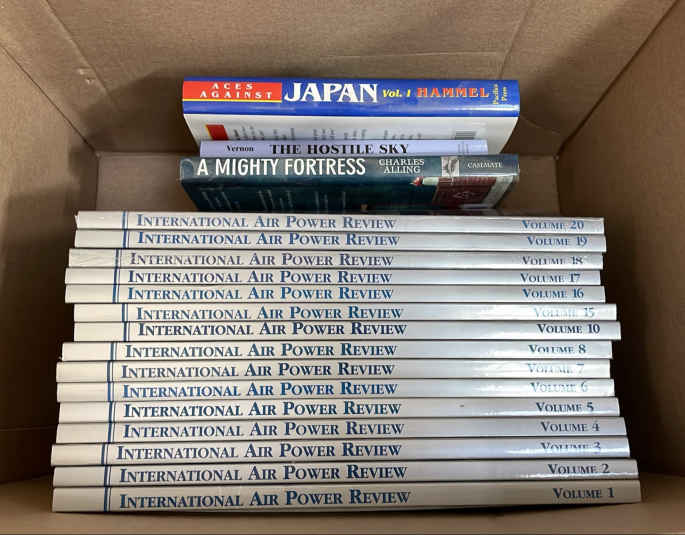 ACES AGAINST JAPAN Vol. 1 HAMMEL Pacifica Press
Vernon THE HOSTILE SKY
A MIGHTY FORTRESS CHARLES ALLING CASEMATE
INTERNATIONAL AIR POWER REVIEW VOLUME 20
INTERNATIONAL AIR POWER REVIEW VOLUME 19
INTERNATIONAL AIR POWER REVIEW VOLUME 18
INTERNATIONAL AIR POWER REVIEW VOLUME 17
INTERNATIONAL AIR POWER REVIEW VOLUME 16
INTERNATIONAL AIR POWER REVIEW VOLUME 15
INTERNATIONAL AIR POWER REVIEW VOLUME 10
INTERNATIONAL AIR POWER REVIEW VOLUME 8
INTERNATIONAL AIR POWER REVIEW VOLUME 7
INTERNATIONAL AIR POWER REVIEW VOLUME 6
INTERNATIONAL AIR POWER REVIEW VOLUME 5
INTERNATIONAL AIR POWER REVIEW VOLUME 4
INTERNATIONAL AIR POWER REVIEW VOLUME 3
INTERNATIONAL AIR POWER REVIEW VOLUME 2
INTERNATIONAL AIR POWER REVIEW VOLUME 1